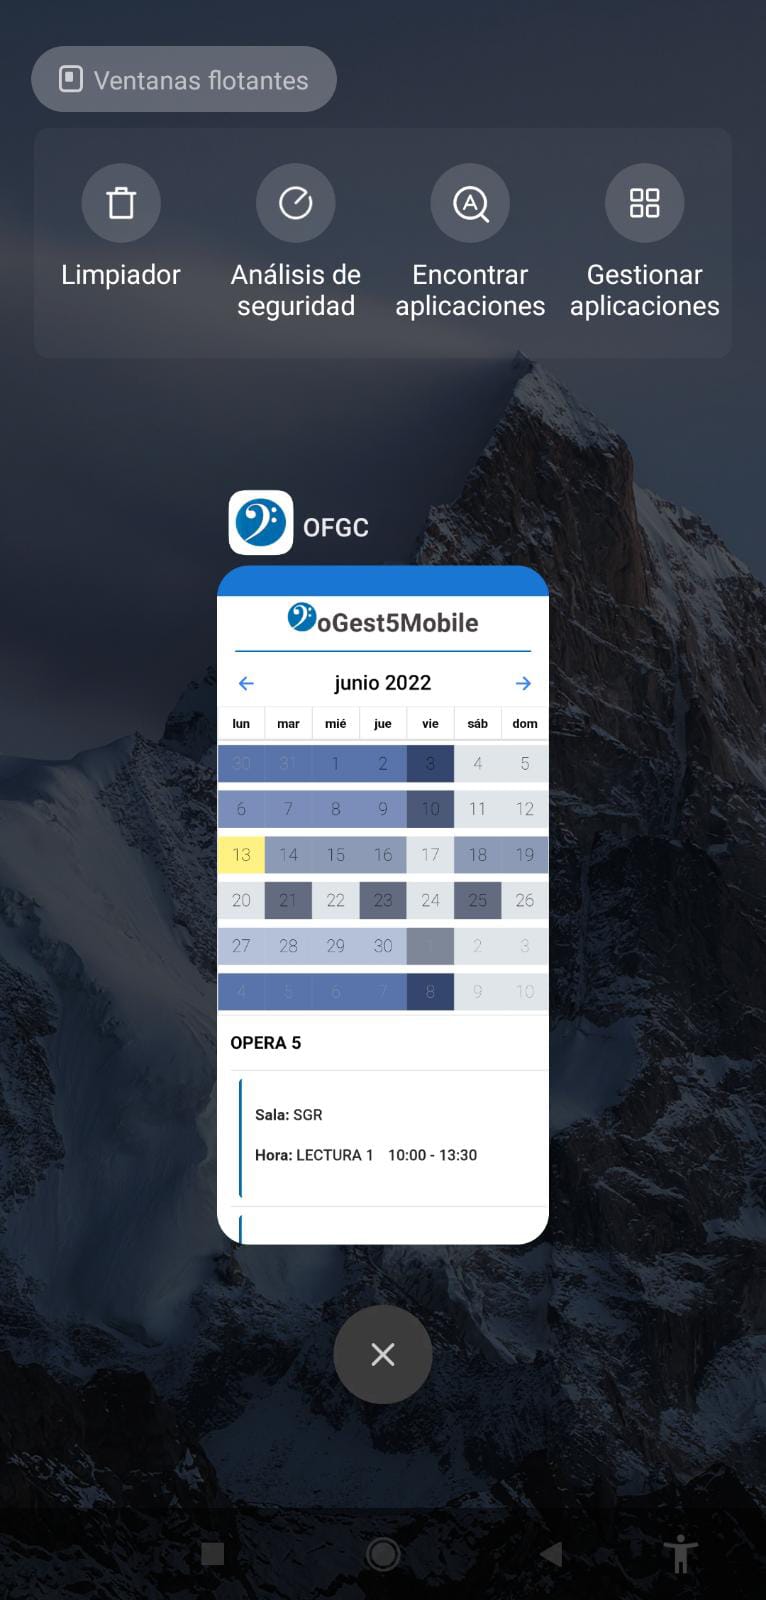 Ventanas flotantes
Limpiador
Análisis de
seguridad
Encontrar
aplicaciones
Gestionar
aplicaciones
OFGC
oGest5Mobile
junio 2022
lun mar mié jue vie sáb dom
30 31 1 2 3 4 5
6 7 8 9 10 11 12
13 14 15 16 17 18 19
20 21 22 23 24 25 26
27 28 29 30 1 2 3
4 5 6 7 8 9 10
OPERA 5
Sala: SGR
Hora: LECTURA 1 10:00 - 13:30